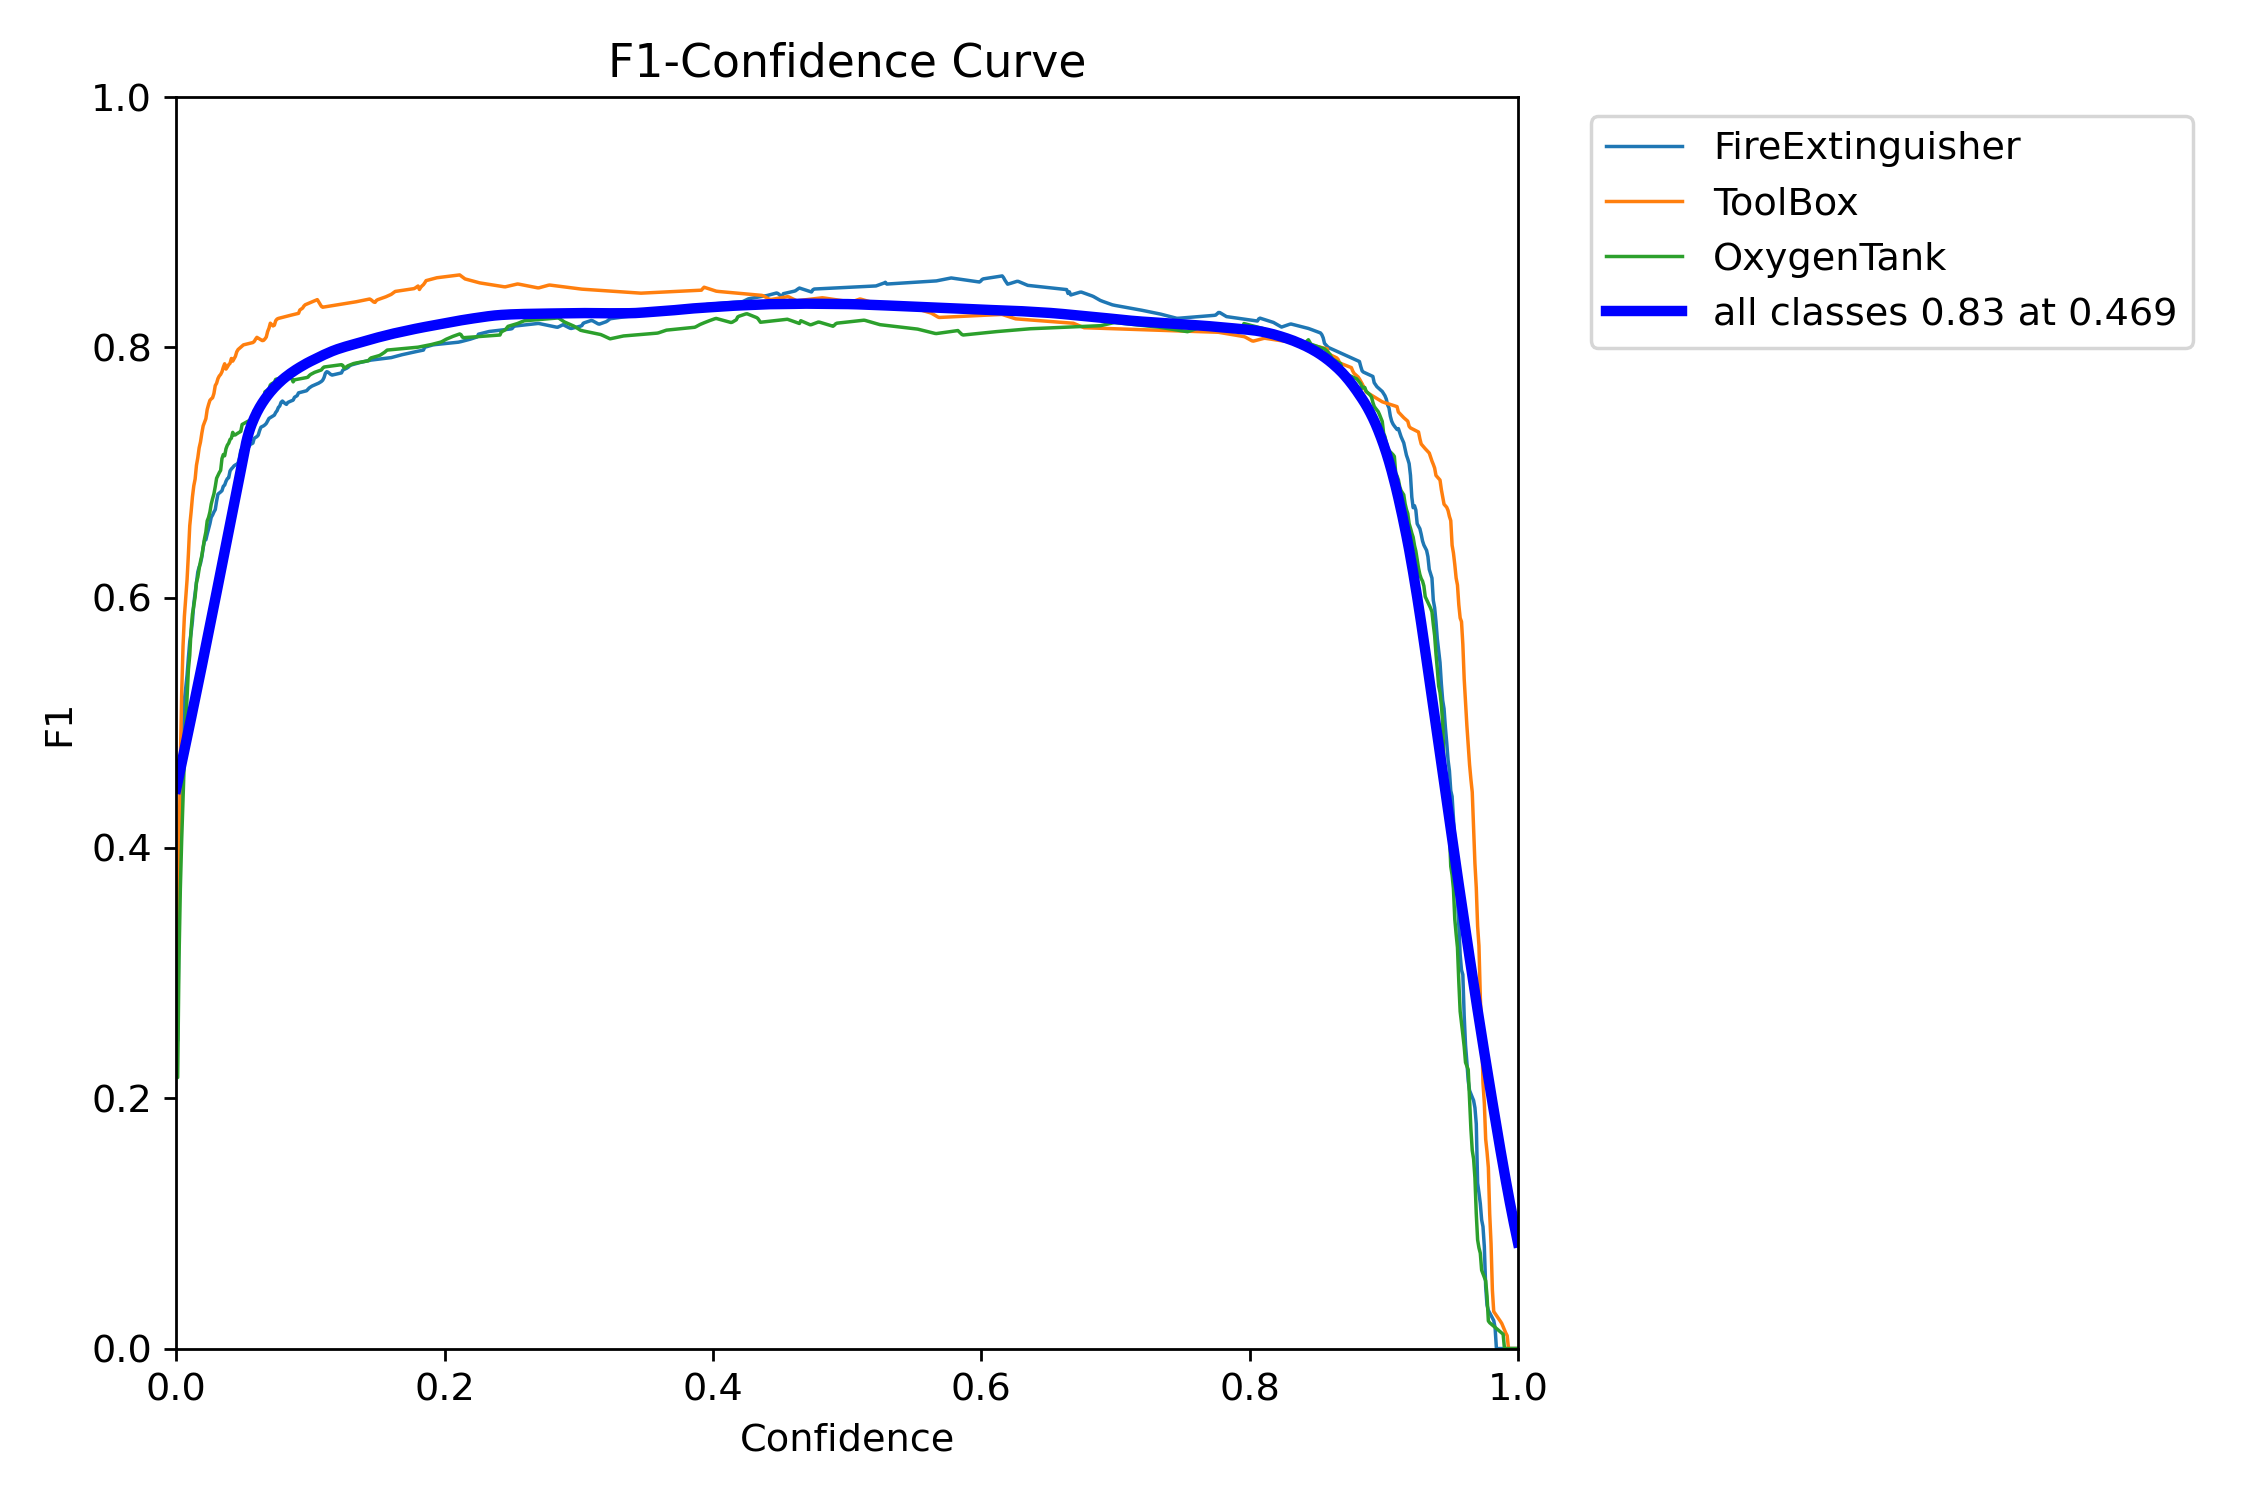 F1-Confidence Curve
1.0
0.8
0.6
0.4
0.2
0.0
F1
0.0 0.2 0.4 0.6 0.8 1.0
Confidence
FireExtinguisher
ToolBox
OxygenTank
all classes 0.83 at 0.469